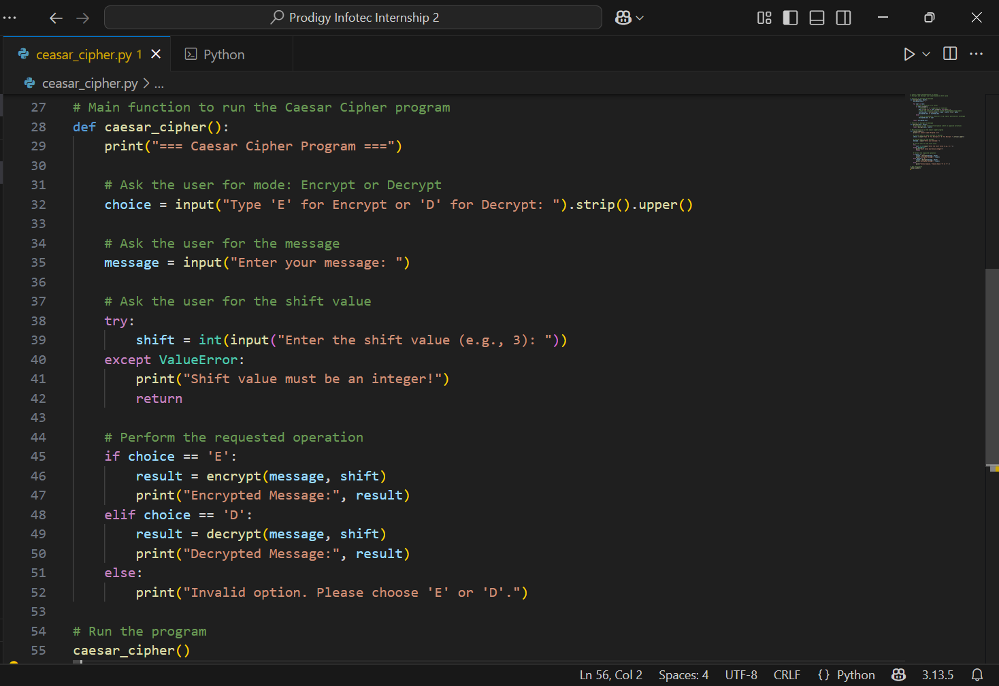 Prodigy Infotec Internship 2
ceasar_cipher.py 1
Python
ceasar_cipher.py > ...
27 # Main function to run the Caesar Cipher program
28 def caesar_cipher():
29     print("=== Caesar Cipher Program ===")
30
31     # Ask the user for mode: Encrypt or Decrypt
32     choice = input("Type 'E' for Encrypt or 'D' for Decrypt: ").strip().upper()
33
34     # Ask the user for the message
35     message = input("Enter your message: ")
36
37     # Ask the user for the shift value
38     try:
39         shift = int(input("Enter the shift value (e.g., 3): "))
40     except ValueError:
41         print("Shift value must be an integer!")
42         return
43
44     # Perform the requested operation
45     if choice == 'E':
46         result = encrypt(message, shift)
47         print("Encrypted Message:", result)
48     elif choice == 'D':
49         result = decrypt(message, shift)
50         print("Decrypted Message:", result)
51     else:
52         print("Invalid option. Please choose 'E' or 'D'.")
53
54 # Run the program
55 caesar_cipher()
Ln 56, Col 2 Spaces: 4 UTF-8 CRLF {} Python 3.13.5